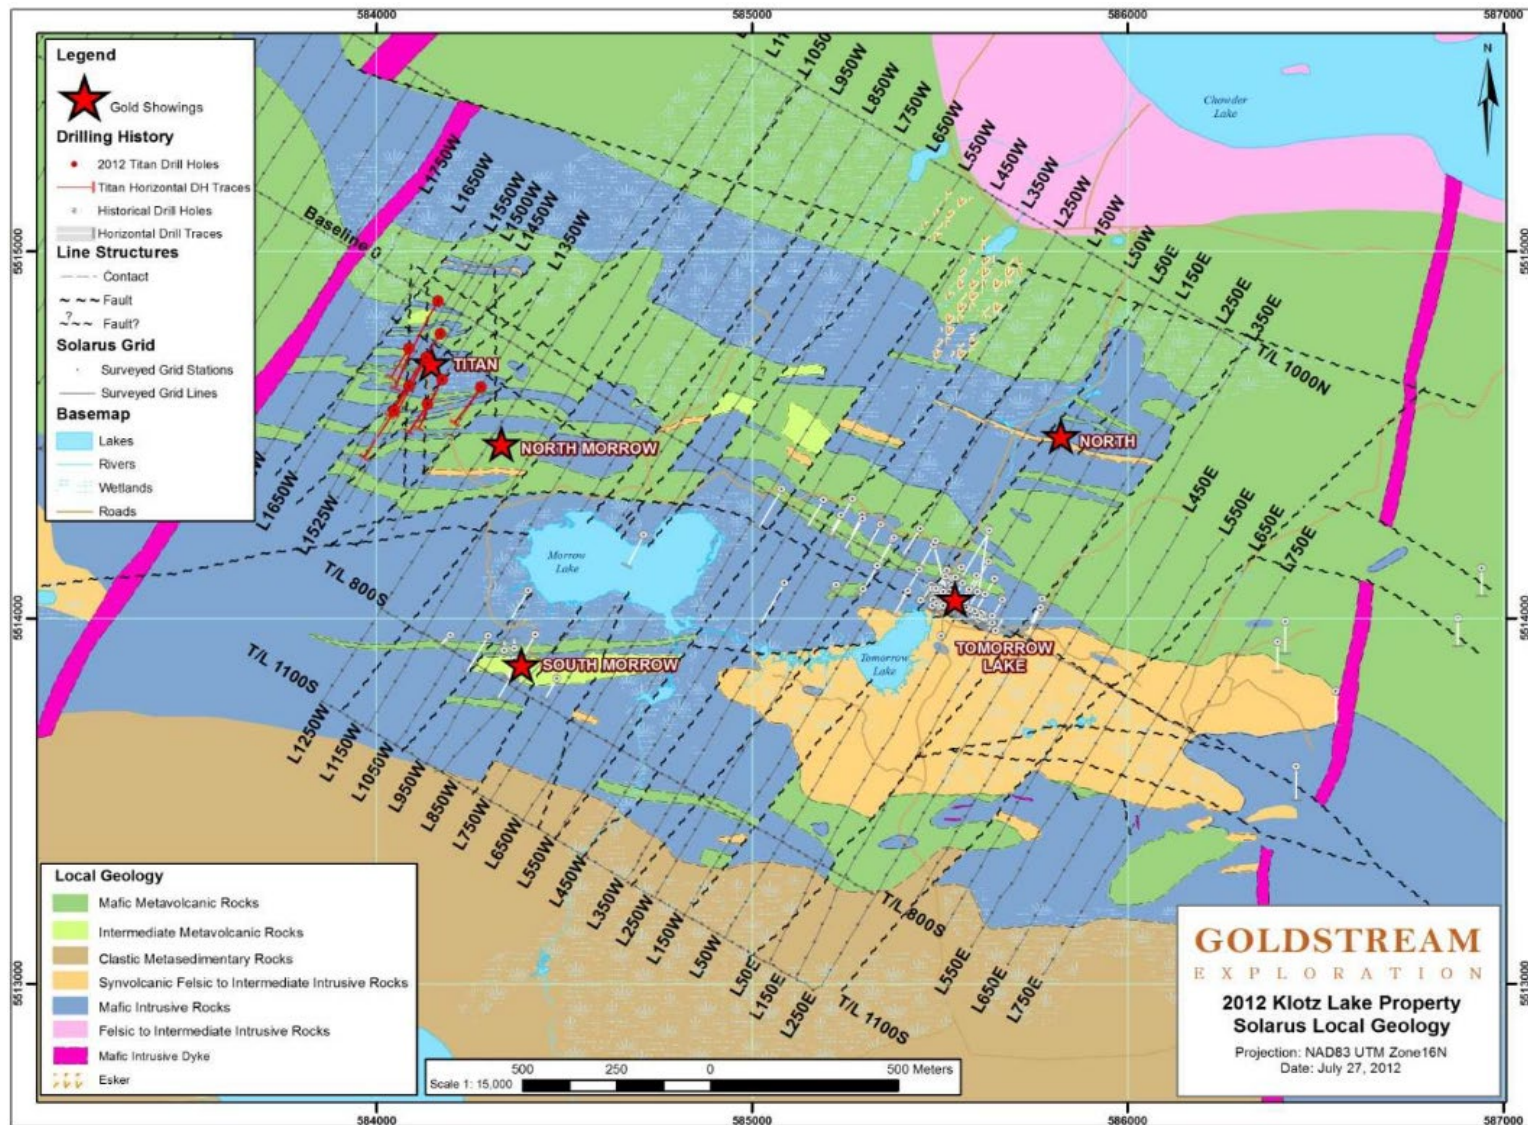 584000 585000 586000 587000
Legend
Gold Showings
Drilling History
2012 Titan Drill Holes
Titan Horizontal DH Traces
Historical Drill Holes
Horizontal Drill Traces
Line Structures
Contact
Fault
?
Fault?
Solarus Grid
Surveyed Grid Stations
Surveyed Grid Lines
Basemap
Lakes
Rivers
Wetlands
Roads
N
Chowder
Lake
L1050W
L950W
L850W
L750W
L650W
L550W
L450W
L350W
L250W
L150W
L50W
L50E
L150E
L250E
L350E
T/L 1000N
L1750W
L1650W
L1550W
L1500W
L1450W
L1350W
Baseline 0
5515000
5515000
TITAN
NORTH MORROW
NORTH
L450E
L550E
L650E
L750E
L1650W
L1525W
T/L 800S
Morrow
Lake
5514000
5514000
TOMORROW
LAKE
Tomorrow
Lake
SOUTH MORROW
T/L 1100S
L1250W
L1150W
L1050W
L950W
L850W
L750W
L650W
L550W
L450W
L350W
L250W
L150W
L50W
L50E
L150E
L250E
T/L 800S
T/L 1100S
L550E
L650E
L750E
5513000
5513000
Local Geology
Mafic Metavolcanic Rocks
Intermediate Metavolcanic Rocks
Clastic Metasedimentary Rocks
Synvolcanic Felsic to Intermediate Intrusive Rocks
Mafic Intrusive Rocks
Felsic to Intermediate Intrusive Rocks
Mafic Intrusive Dyke
Esker
500 250 0 500 Meters
Scale 1: 15,000
GOLDSTREAM
EXPLORATION
2012 Klotz Lake Property
Solarus Local Geology
Projection: NAD83 UTM Zone16N
Date: July 27, 2012
584000 585000 586000 587000